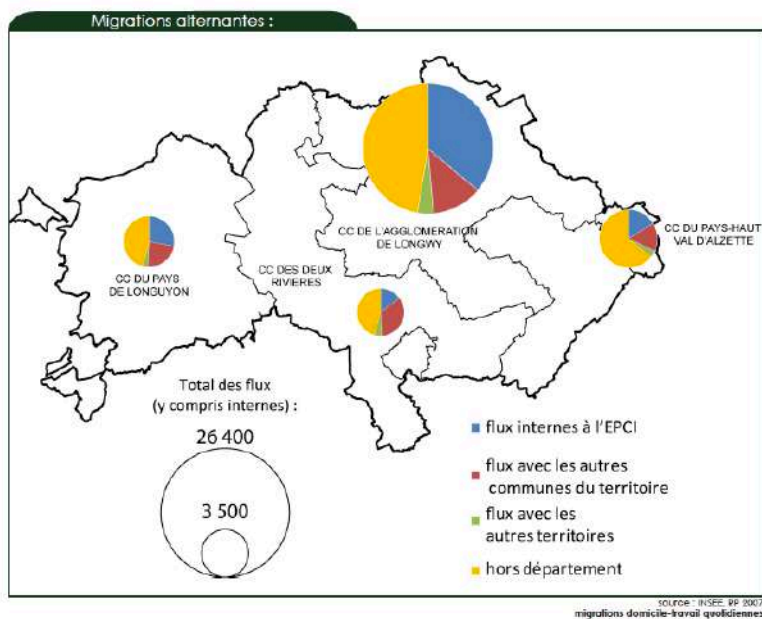 Migrations alternantes :
CC DE L'AGGLOMERATION
DE LONGWY
CC DU PAYS-HAUT
VAL D'ALZETTE
CC DU PAYS
DE LONGUYON
CC DES DEUX
RIVIERES
Total des flux
(y compris internes) :
26 400
3 500
flux internes à l'EPCI
flux avec les autres
communes du territoire
flux avec les
autres territoires
hors département
source : INSEE, RP 2007
migrations domicile-travail quotidiennes